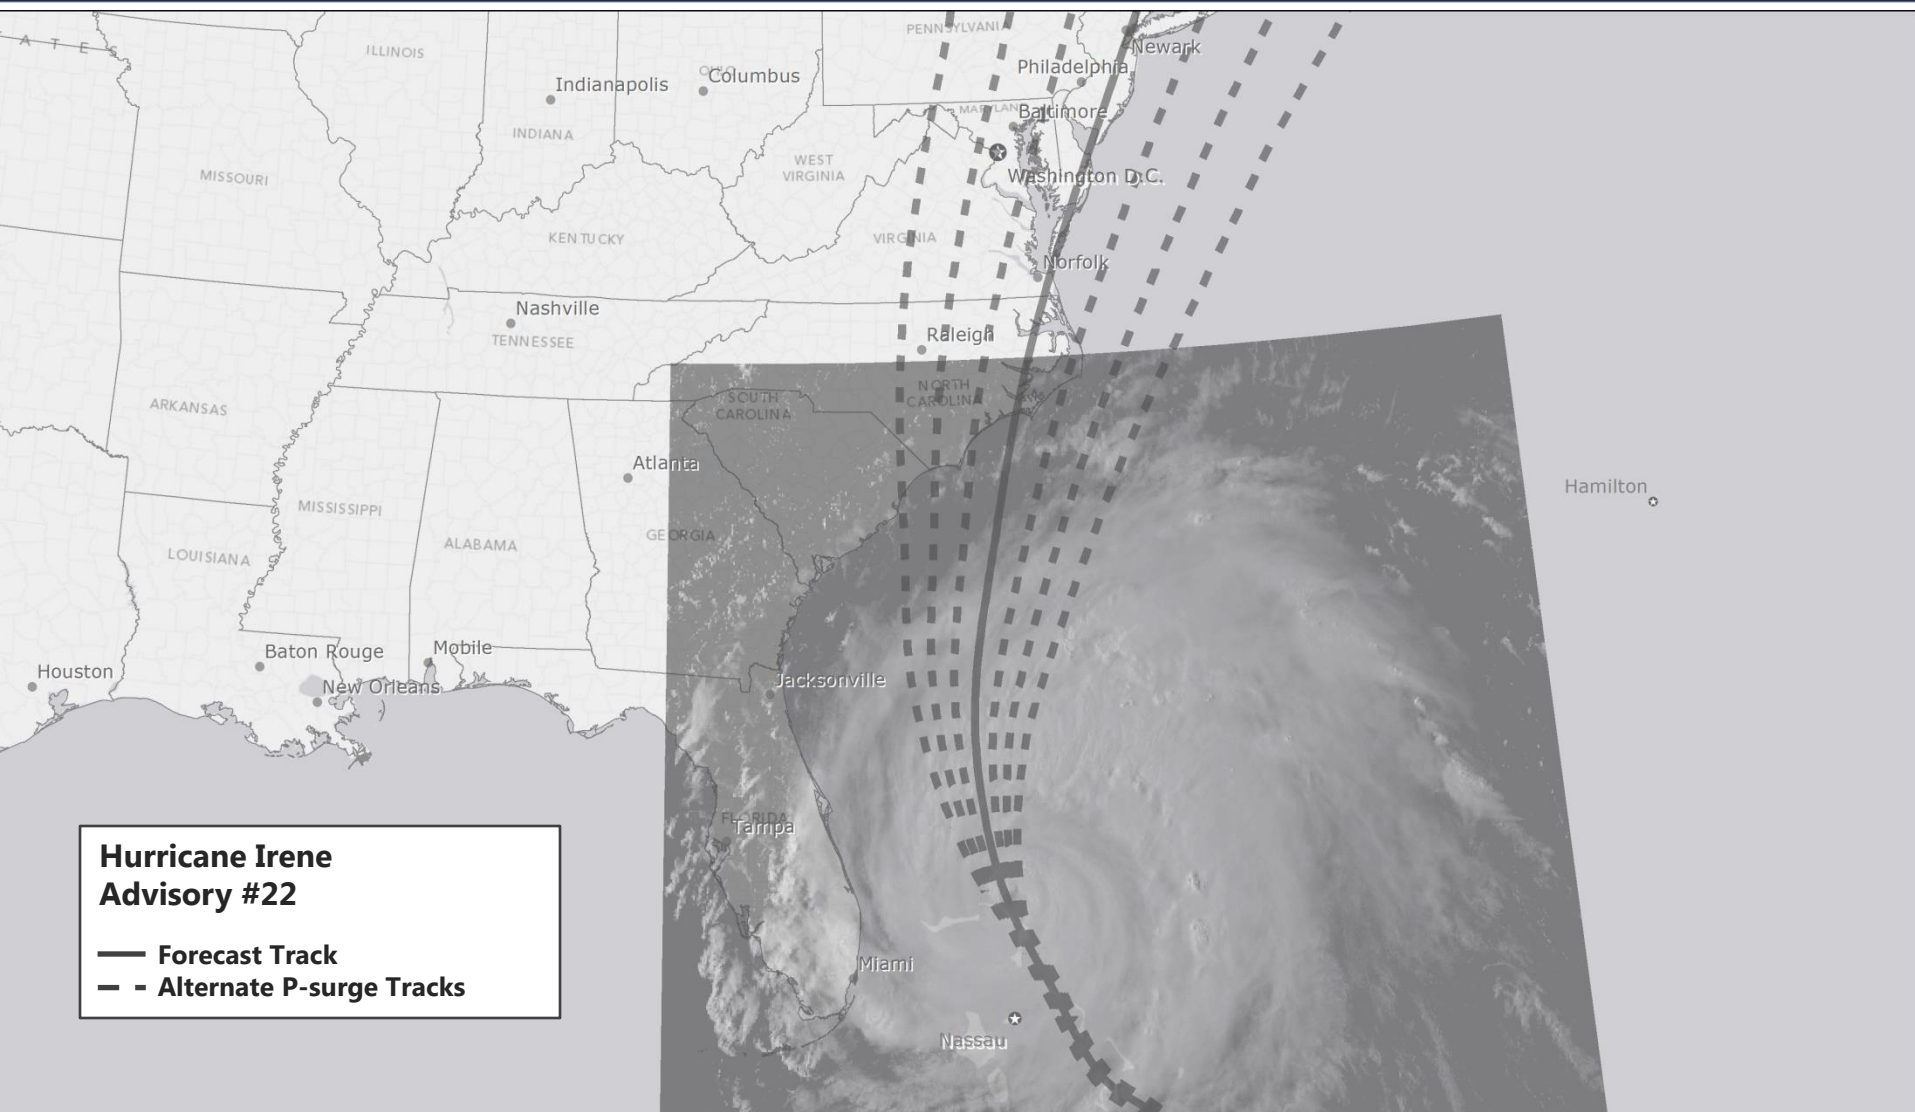 A T E S
PENNSYLVANIA
ILLINOIS
Newark
OHIO
Columbus
Philadelphia
Indianapolis
MARYLAN
Baltimore
INDIANA
WEST
VIRGINIA
MISSOURI
Washington D.C.
KENTUCKY
VIRGINIA
Norfolk
Nashville
TENNESSEE
Raleigh
NORTH
CAROLINA
SOUTH
CAROLINA
ARKANSAS
Atlanta
Hamilton
MISSISSIPPI
GEORGIA
ALABAMA
LOUISIANA
Baton Rouge
Mobile
Houston
New Orleans
Jacksonville
FLORIDA
Tampa
Hurricane Irene
Advisory #22
Forecast Track
Alternate P-surge Tracks
Miami
Nassau